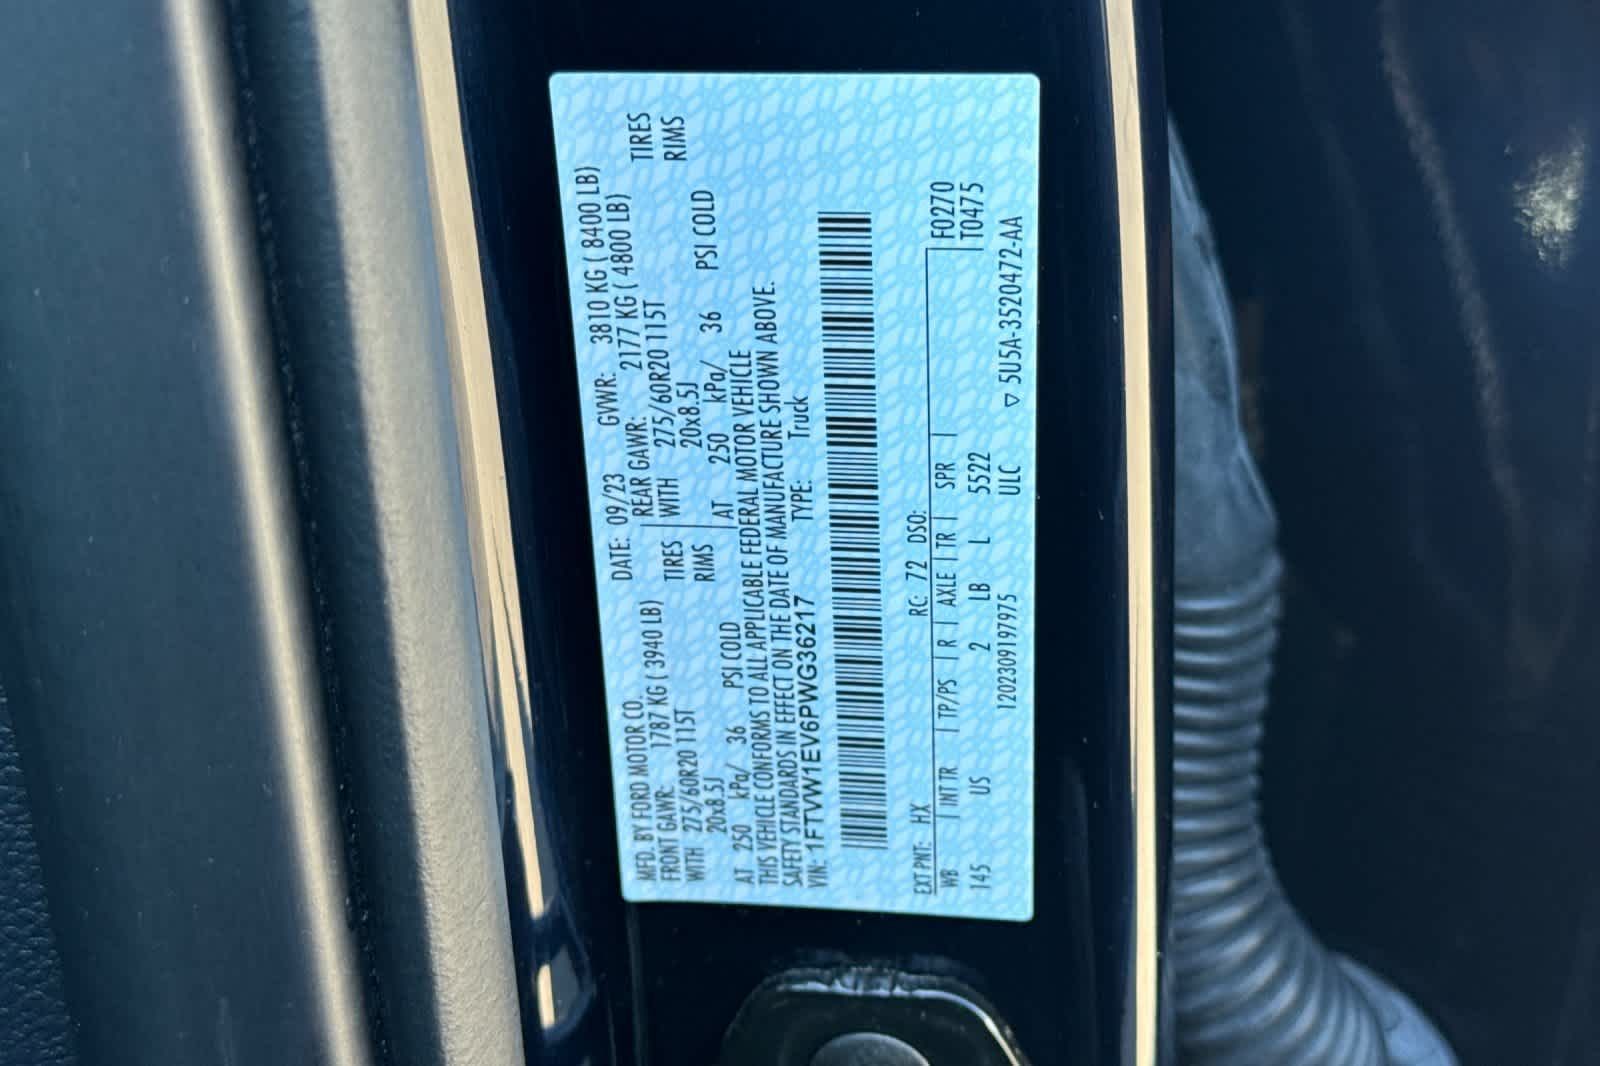 MFD. BY FORD MOTOR CO. DATE: 09/23 GVWR: 3810 KG ( 8400 LB)
FRONT GAWR: 1787 KG ( 3940 LB) REAR GAWR: 2177 KG ( 4800 LB)
WITH 275/60R20 115T TIRES WITH 275/60R20 115T TIRES
20x8.5J RIMS 20x8.5J RIMS
AT 250 kPa/ 36 PSI COLD AT 250 kPa/ 36 PSI COLD
THIS VEHICLE CONFORMS TO ALL APPLICABLE FEDERAL MOTOR VEHICLE
SAFETY STANDARDS IN EFFECT ON THE DATE OF MANUFACTURE SHOWN ABOVE.
VIN: 1FTVW1EV6PWG36217 TYPE: Truck
EXT PNT: HX RC: 72 DSO: F0270
WB INT TR TP/PS R AXLE TR SPR T0475
145 US 2 LB L 5522
1202309197975 ULC ▽ 5U5A-3520472-AA